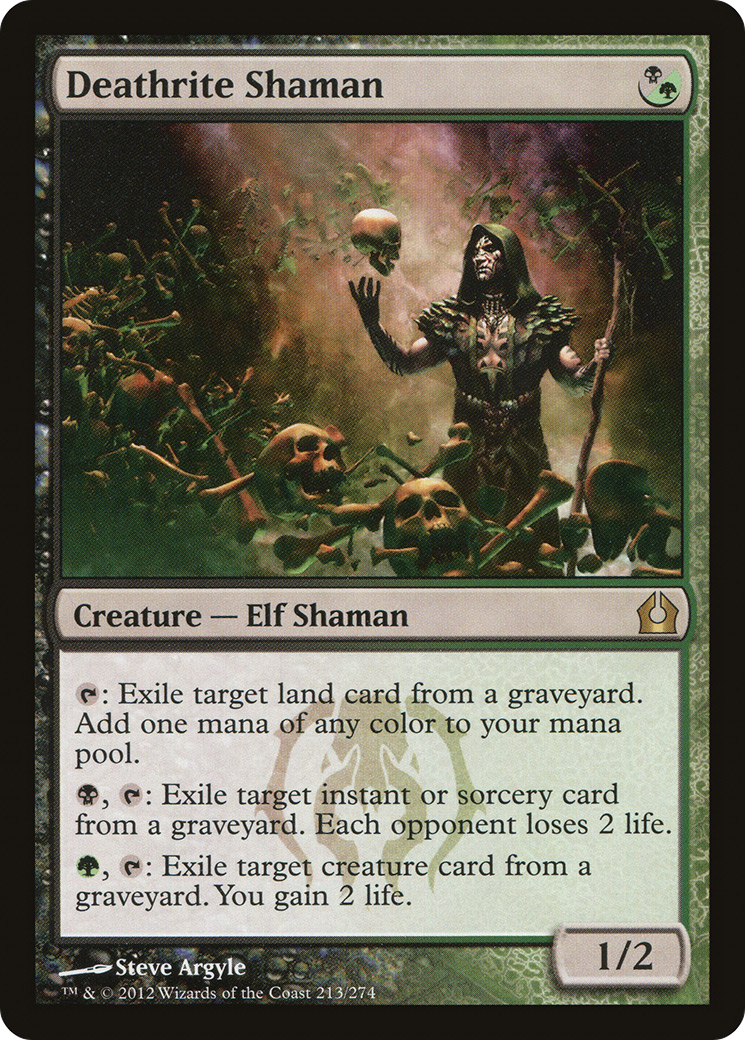 Deathrite Shaman
Creature — Elf Shaman
: Exile target land card from a graveyard.
Add one mana of any color to your mana
pool.
, : Exile target instant or sorcery card
from a graveyard. Each opponent loses 2 life.
, : Exile target creature card from a
graveyard. You gain 2 life.
1/2
Steve Argyle
™ & © 2012 Wizards of the Coast 213/274